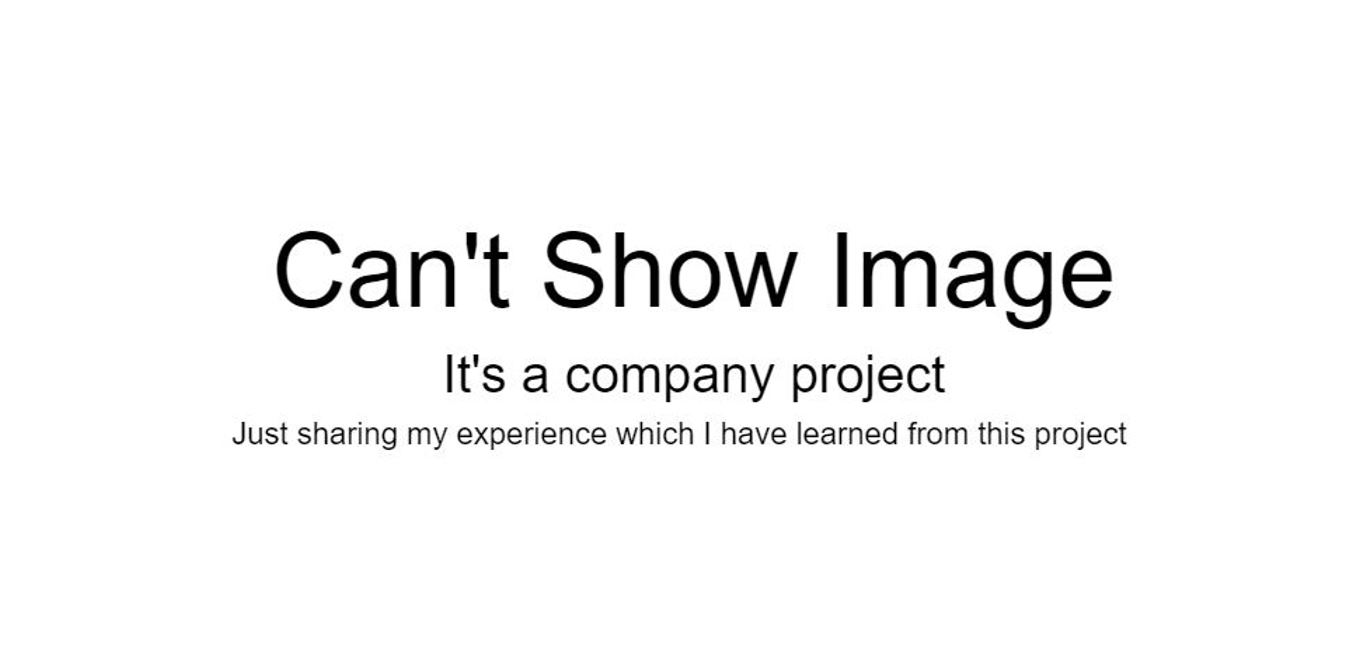 Can't Show Image
It's a company project
Just sharing my experience which I have learned from this project